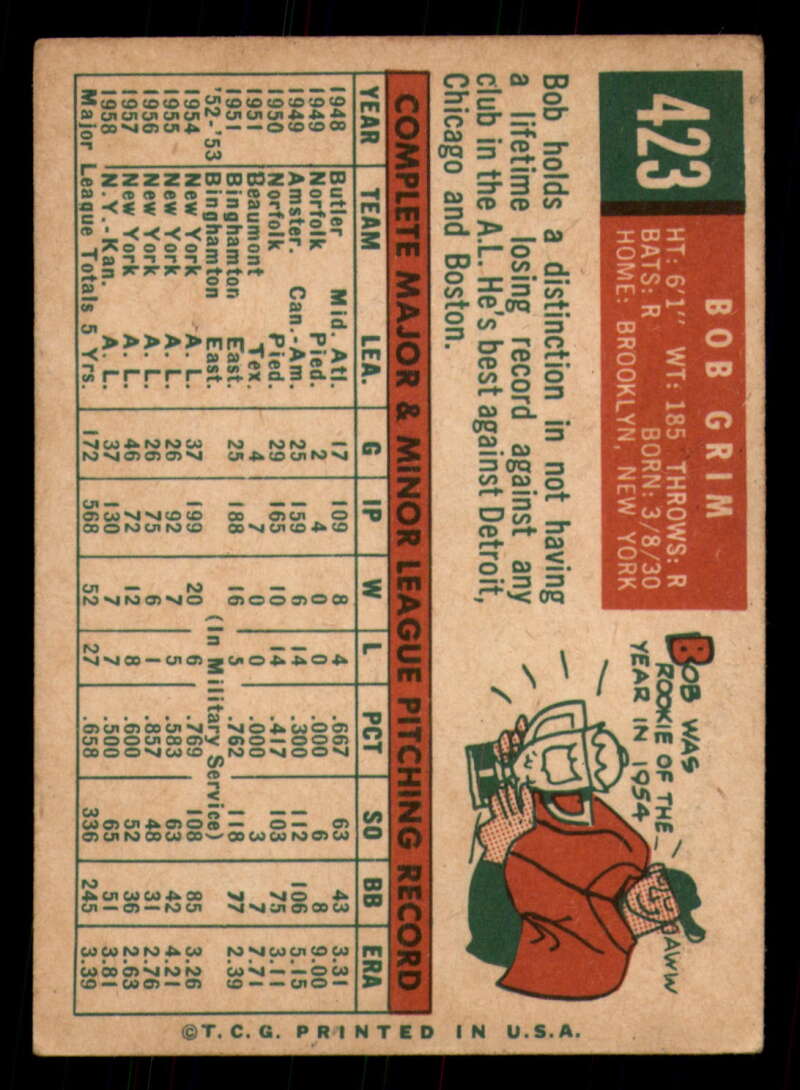 423
BOB GRIM
HT: 6'1" WT: 185 THROWS: R
BATS: R BORN: 3/8/30
HOME: BROOKLYN, NEW YORK
BOB WAS
ROOKIE OF THE
YEAR IN 1954
AWW
Bob holds a distinction in not having
a lifetime losing record against any
club in the A.L. He's best against Detroit,
Chicago and Boston.
COMPLETE MAJOR & MINOR LEAGUE PITCHING RECORD
YEAR TEAM LEA. G IP W L PCT SO BB ERA
1948 Butler Mid. Atl. 17 109 8 4 .667 63 43 3.31
1949 Norfolk Pied. 2 4 0 0 .000 6 8 9.00
1949 Amster. Can.-Am. 25 159 6 14 .300 112 106 5.15
1950 Norfolk Pied. 29 165 10 14 .417 103 75 3.11
1951 Beaumont Tex. 4 7 0 0 .000 3 7 7.71
1951 Binghamton East. 25 188 16 5 .762 118 77 2.39
'52-'53 Binghamton East. (In Military Service)
1954 New York A. L. 37 199 20 6 .769 108 85 3.26
1955 New York A. L. 26 92 7 5 .583 63 42 4.21
1956 New York A. L. 26 75 6 1 .857 48 31 2.76
1957 New York A. L. 46 72 12 8 .600 52 36 2.63
1958 N.Y.-Kan. A. L. 37 130 7 7 .500 65 51 3.81
Major League Totals 5 Yrs. 172 568 52 27 .658 336 245 3.39
©T.C.G. PRINTED IN U.S.A.